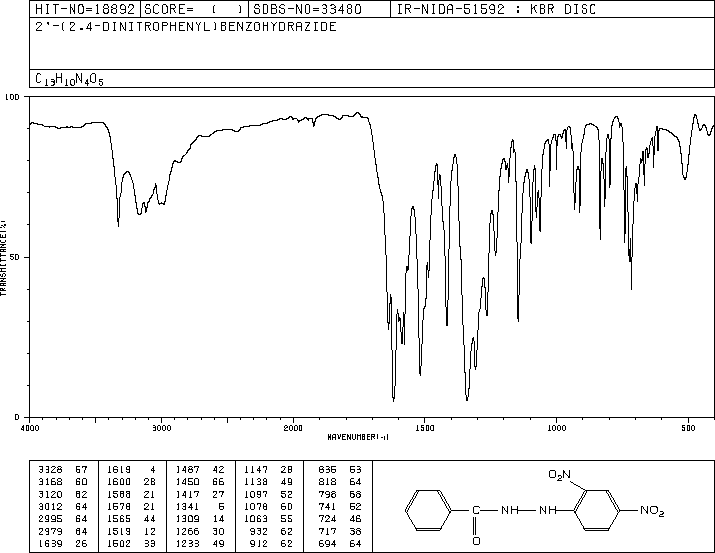 HIT-NO=18892 SCORE= ( ) SDBS-NO=33480 IR-NIDA-51592 : KBR DISC
2'-(2,4-DINITROPHENYL)BENZOHYDRAZIDE
C13H10N4O5
100
50
0
TRANSMITTANCE(%)
4000 3000 2000 1500 1000 500
WAVENUMBER(-1)
3328 57 1619 4 1487 42 1147 28 835 53
3168 60 1600 28 1450 66 1138 49 818 64
3120 62 1588 21 1417 27 1097 52 798 68
3012 64 1578 21 1341 5 1078 60 741 52
2995 64 1565 44 1309 14 1063 55 724 46
2979 64 1519 12 1266 30 932 62 717 38
1639 26 1502 33 1233 49 912 62 694 64
O2N
C NH NH NO2
O